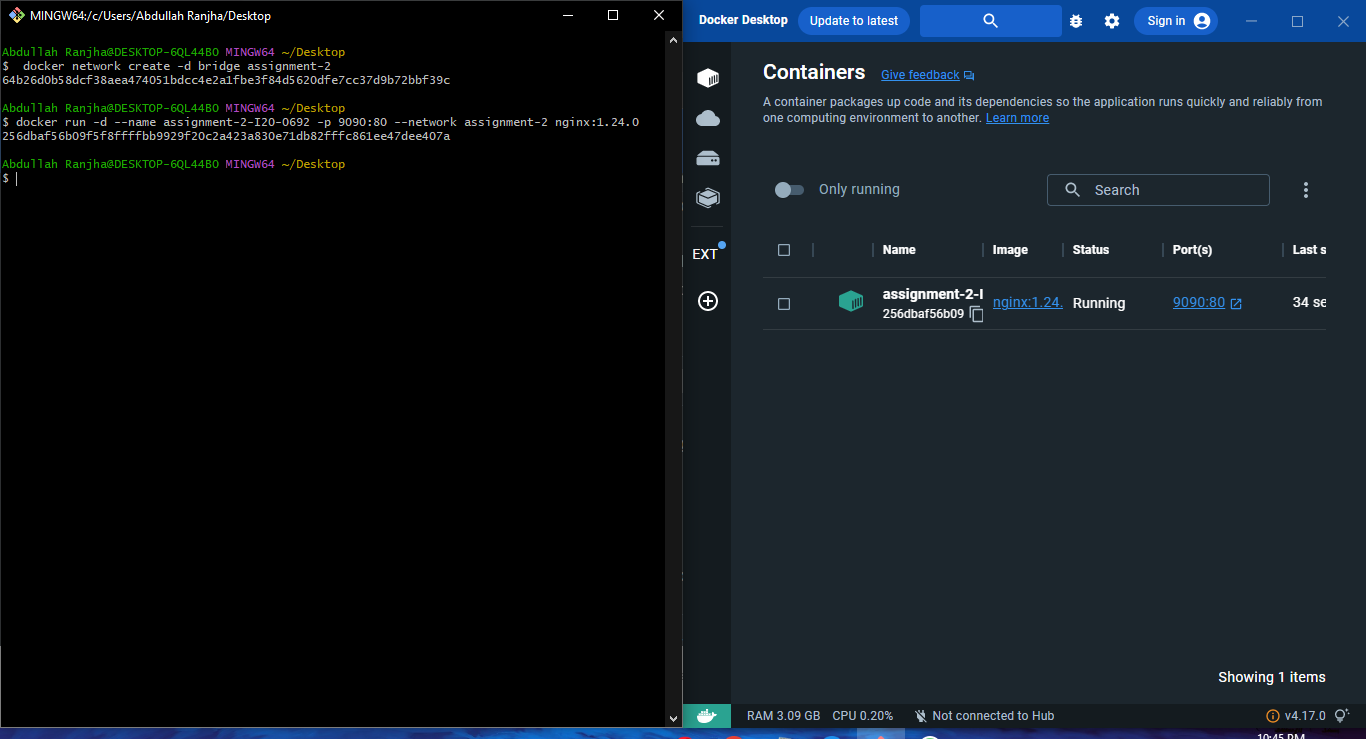 MINGW64:/c/Users/Abdullah Ranjha/Desktop
Abdullah Ranjha@DESKTOP-6QL44B0 MINGW64 ~/Desktop
$  docker network create -d bridge assignment-2
64b26d0b58dcf38aea474051bdcc4e2a1fbe3f84d5620dfe7cc37d9b72bbf39c
Abdullah Ranjha@DESKTOP-6QL44B0 MINGW64 ~/Desktop
$ docker run -d --name assignment-2-I20-0692 -p 9090:80 --network assignment-2 nginx:1.24.0
256dbaf56b09f5f8ffffbb9929f20c2a423a830e71db82fffc861ee47dee407a
Abdullah Ranjha@DESKTOP-6QL44B0 MINGW64 ~/Desktop
$
Docker Desktop
Update to latest
Sign in
Containers
Give feedback
A container packages up code and its dependencies so the application runs quickly and reliably from
one computing environment to another. Learn more
Only running
Search
EXT
Name Image Status Port(s) Last s
assignment-2-I
256dbaf56b09
nginx:1.24.
Running
9090:80
34 se
Showing 1 items
RAM 3.09 GB CPU 0.20% Not connected to Hub v4.17.0
10:45 PM